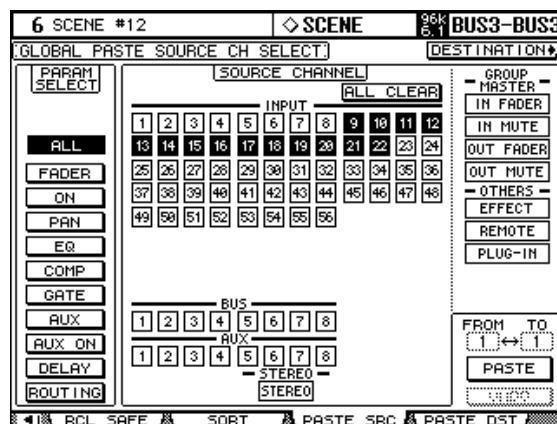 6 SCENE #12 ◇SCENE 96k 6.1 BUS3-BUS3
GLOBAL PASTE SOURCE CH SELECT DESTINATION
PARAM SELECT
ALL
FADER
ON
PAN
EQ
COMP
GATE
AUX
AUX ON
DELAY
ROUTING
SOURCE CHANNEL
ALL CLEAR
INPUT
1 2 3 4 5 6 7 8 9 10 11 12
13 14 15 16 17 18 19 20 21 22 23 24
25 26 27 28 29 30 31 32 33 34 35 36
37 38 39 40 41 42 43 44 45 46 47 48
49 50 51 52 53 54 55 56
BUS
1 2 3 4 5 6 7 8
AUX
1 2 3 4 5 6 7 8
STEREO
STEREO
GROUP
MASTER
IN FADER
IN MUTE
OUT FADER
OUT MUTE
OTHERS
EFFECT
REMOTE
PLUG-IN
FROM TO
1 ↔ 1
PASTE
UNDO
RCL SAFE SORT PASTE SRC PASTE DST